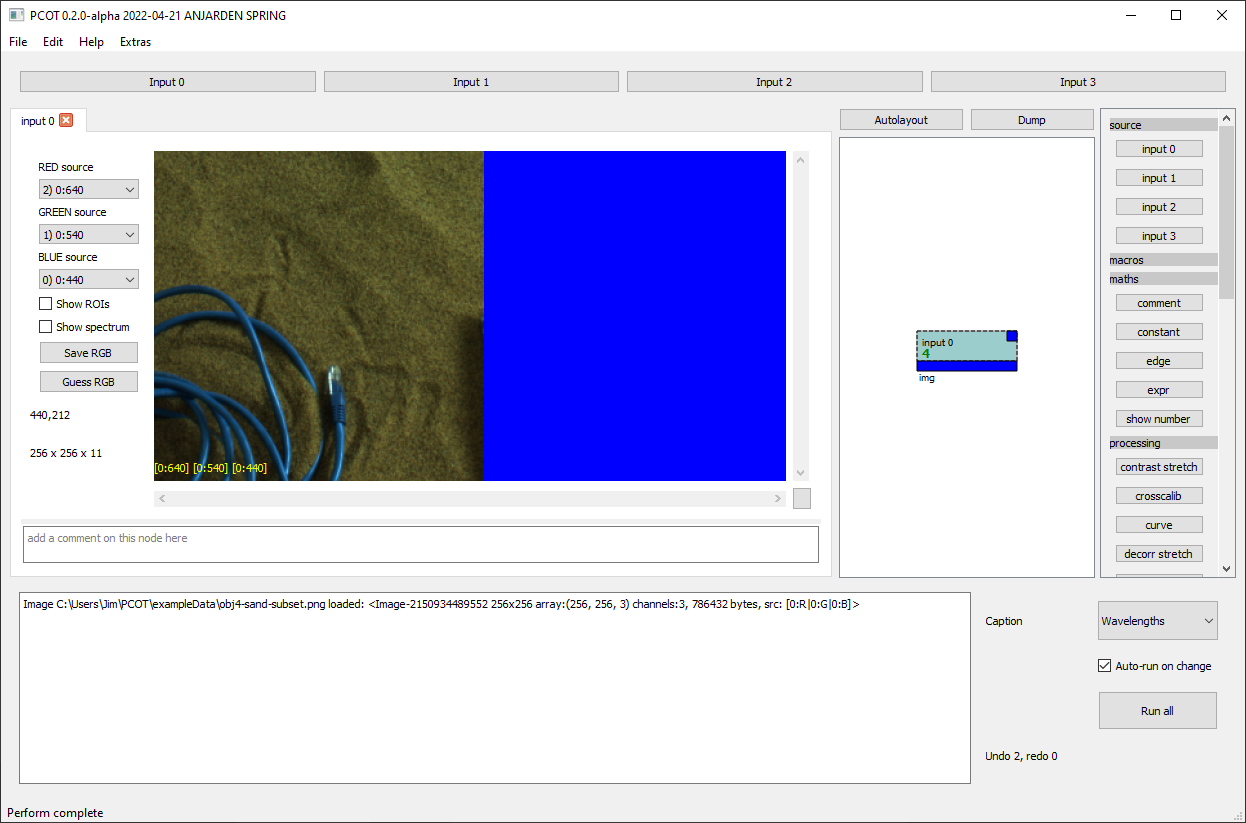 PCOT 0.2.0-alpha 2022-04-21 ANJARDEN SPRING
File Edit Help Extras
Input 0 Input 1 Input 2 Input 3
input 0
RED source
2) 0:640
GREEN source
1) 0:540
BLUE source
0) 0:440
Show ROIs
Show spectrum
Save RGB
Guess RGB
440,212
256 x 256 x 11
[0:640] [0:540] [0:440]
add a comment on this node here
Autolayout Dump
input 0
4
img
source
input 0
input 1
input 2
input 3
macros
maths
comment
constant
edge
expr
show number
processing
contrast stretch
crosscalib
curve
decorr stretch
Image C:\Users\Jim\PCOT\exampleData\obj4-sand-subset.png loaded: <Image-2150934489552 256x256 array:(256, 256, 3) channels:3, 786432 bytes, src: [0:R|0:G|0:B]>
Caption Wavelengths
Auto-run on change
Run all
Undo 2, redo 0
Perform complete